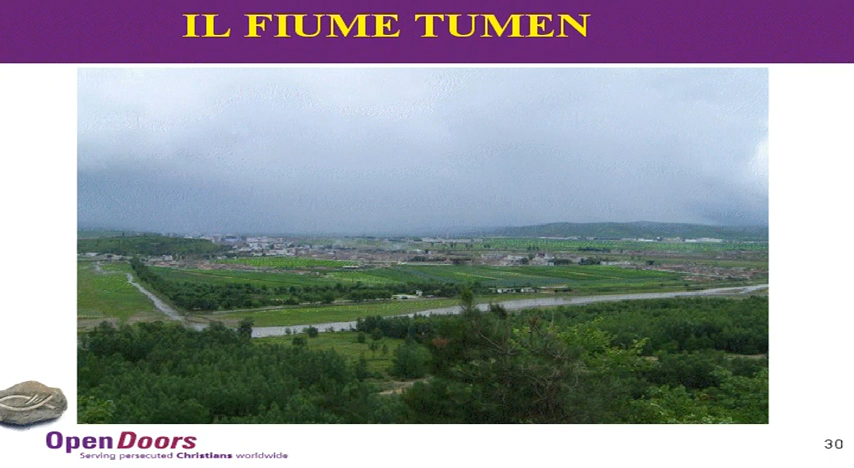 IL FIUME TUMEN
Open Doors
Serving persecuted Christians worldwide
30